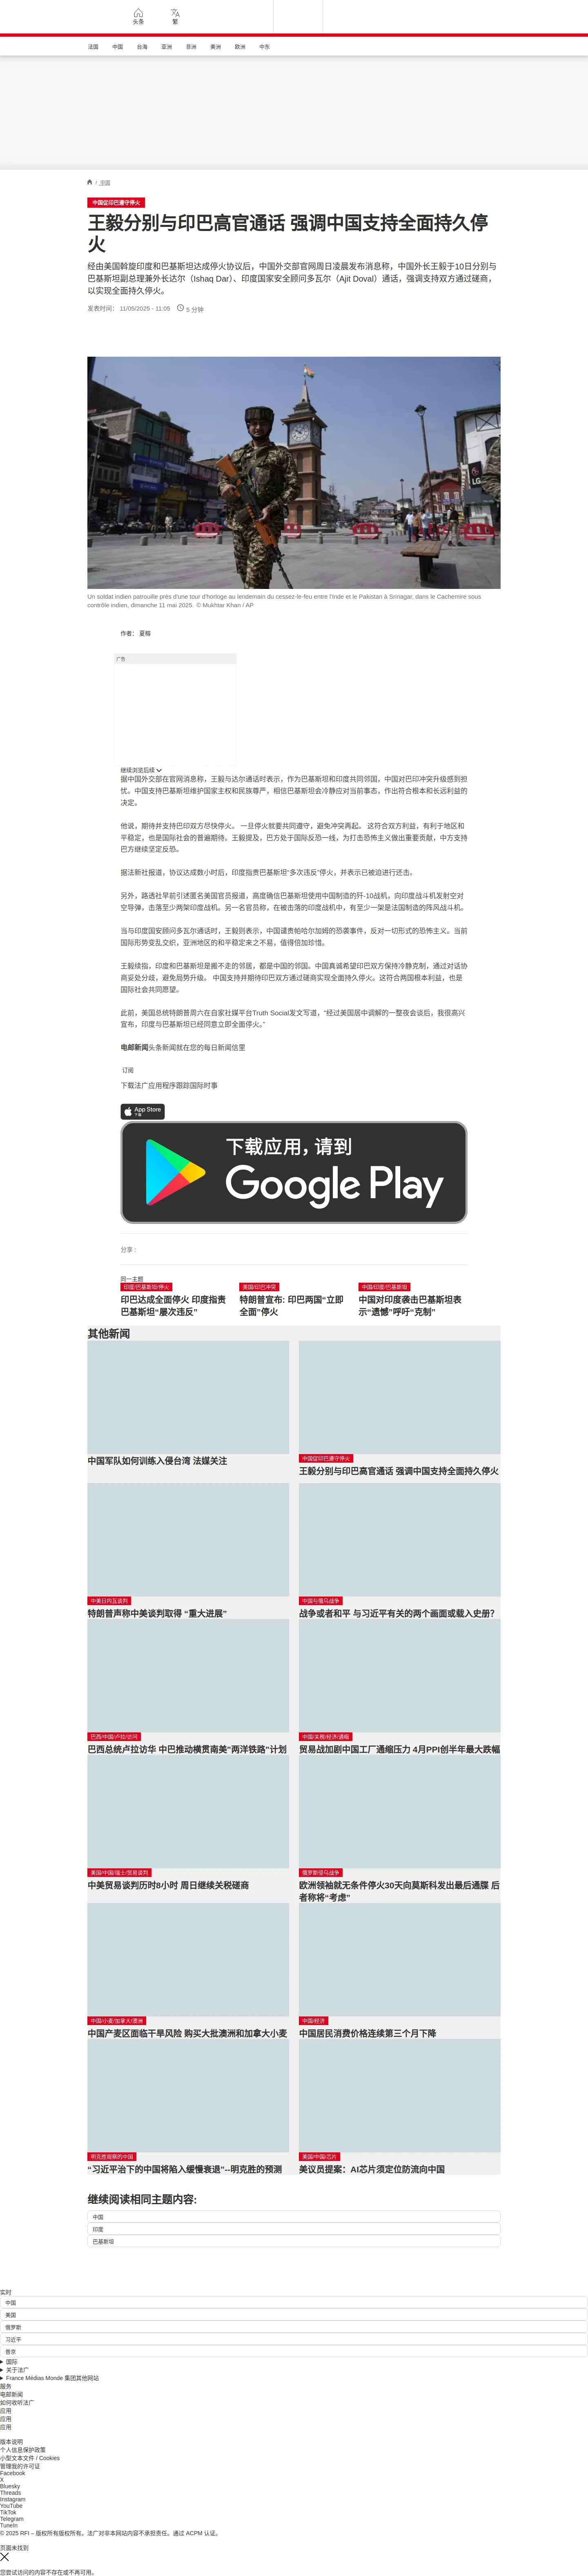 头条
繁
法国
中国
台海
亚洲
非洲
美洲
欧洲
中东
/ 中国
中国促印巴遵守停火
王毅分别与印巴高官通话 强调中国支持全面持久停
火
经由美国斡旋印度和巴基斯坦达成停火协议后，中国外交部官网周日凌晨发布消息称，中国外长王毅于10日分别与
巴基斯坦副总理兼外长达尔（Ishaq Dar）、印度国家安全顾问多瓦尔（Ajit Doval）通话，强调支持双方通过磋商，
以实现全面持久停火。
发表时间： 11/05/2025 - 11:05
5 分钟
LG
Un soldat indien patrouille près d'une tour d'horloge au lendemain du cessez-le-feu entre l'Inde et le Pakistan à Srinagar, dans le Cachemire sous
contrôle indien, dimanche 11 mai 2025. © Mukhtar Khan / AP
作者： 夏榕
广告
继续浏览后续
据中国外交部在官网消息称，王毅与达尔通话时表示，作为巴基斯坦和印度共同邻国，中国对巴印冲突升级感到担
忧。中国支持巴基斯坦维护国家主权和民族尊严，相信巴基斯坦会冷静应对当前事态，作出符合根本和长远利益的
决定。
他说，期待并支持巴印双方尽快停火。 一旦停火就要共同遵守，避免冲突再起。 这符合双方利益，有利于地区和
平稳定，也是国际社会的普遍期待。王毅提及，巴方处于国际反恐一线，为打击恐怖主义做出重要贡献，中方支持
巴方继续坚定反恐。
据法新社报道，协议达成数小时后，印度指责巴基斯坦“多次违反”停火，并表示已被迫进行还击。
另外，路透社早前引述匿名美国官员报道，高度确信巴基斯坦使用中国制造的歼-10战机，向印度战斗机发射空对
空导弹，击落至少两架印度战机。另一名官员称，在被击落的印度战机中，有至少一架是法国制造的阵风战斗机。
当与印度国安顾问多瓦尔通话时，王毅则表示，中国谴责帕哈尔加姆的恐袭事件，反对一切形式的恐怖主义。当前
国际形势变乱交织，亚洲地区的和平稳定来之不易，值得倍加珍惜。
王毅续指，印度和巴基斯坦是搬不走的邻居，都是中国的邻国。中国真诚希望印巴双方保持冷静克制，通过对话协
商妥处分歧，避免局势升级。 中国支持并期待印巴双方通过磋商实现全面持久停火。这符合两国根本利益，也是
国际社会共同愿望。
此前，美国总统特朗普周六在自家社媒平台Truth Social发文写道，“经过美国居中调解的一整夜会谈后，我很高兴
宣布，印度与巴基斯坦已经同意立即全面停火。”
电邮新闻头条新闻就在您的每日新闻信里
订阅
下载法广应用程序跟踪国际时事
App Store
下载
下载应用，请到
Google Play
分享 :
同一主题
印度/巴基斯坦/停火
印巴达成全面停火 印度指责
巴基斯坦“屡次违反”
美国/印巴冲突
特朗普宣布: 印巴两国“立即
全面”停火
中国/印度/巴基斯坦
中国对印度袭击巴基斯坦表
示“遗憾”呼吁“克制”
其他新闻
中国军队如何训练入侵台湾 法媒关注
中国促印巴遵守停火
王毅分别与印巴高官通话 强调中国支持全面持久停火
中美日内瓦谈判
特朗普声称中美谈判取得 “重大进展”
中国与俄乌战争
战争或者和平 与习近平有关的两个画面或载入史册?
巴西/中国/卢拉/访问
巴西总统卢拉访华 中巴推动横贯南美"两洋铁路"计划
中国/关税/经济/通缩
贸易战加剧中国工厂通缩压力 4月PPI创半年最大跌幅
美国/中国/瑞士/贸易谈判
中美贸易谈判历时8小时 周日继续关税磋商
俄罗斯侵乌战争
欧洲领袖就无条件停火30天向莫斯科发出最后通牒 后
者称将“考虑”
中国/小麦/加拿大/澳洲
中国产麦区面临干旱风险 购买大批澳洲和加拿大小麦
中国/经济
中国居民消费价格连续第三个月下降
明克胜观察的中国
“习近平治下的中国将陷入缓慢衰退”--明克胜的预测
美国/中国/芯片
美议员提案：AI芯片须定位防流向中国
继续阅读相同主题内容:
中国
印度
巴基斯坦
实时
中国
美国
俄罗斯
习近平
普京
国际
关于法广
France Médias Monde 集团其他网站
服务
电邮新闻
如何收听法广
应用
应用
应用
版本说明
个人信息保护政策
小型文本文件 / Cookies
管理我的许可证
Facebook
X
Bluesky
Threads
Instagram
YouTube
TikTok
Telegram
TuneIn
© 2025 RFI – 版权所有版权所有。法广对非本网站内容不承担责任。通过 ACPM 认证。
页面未找到
您尝试访问的内容不存在或不再可用。